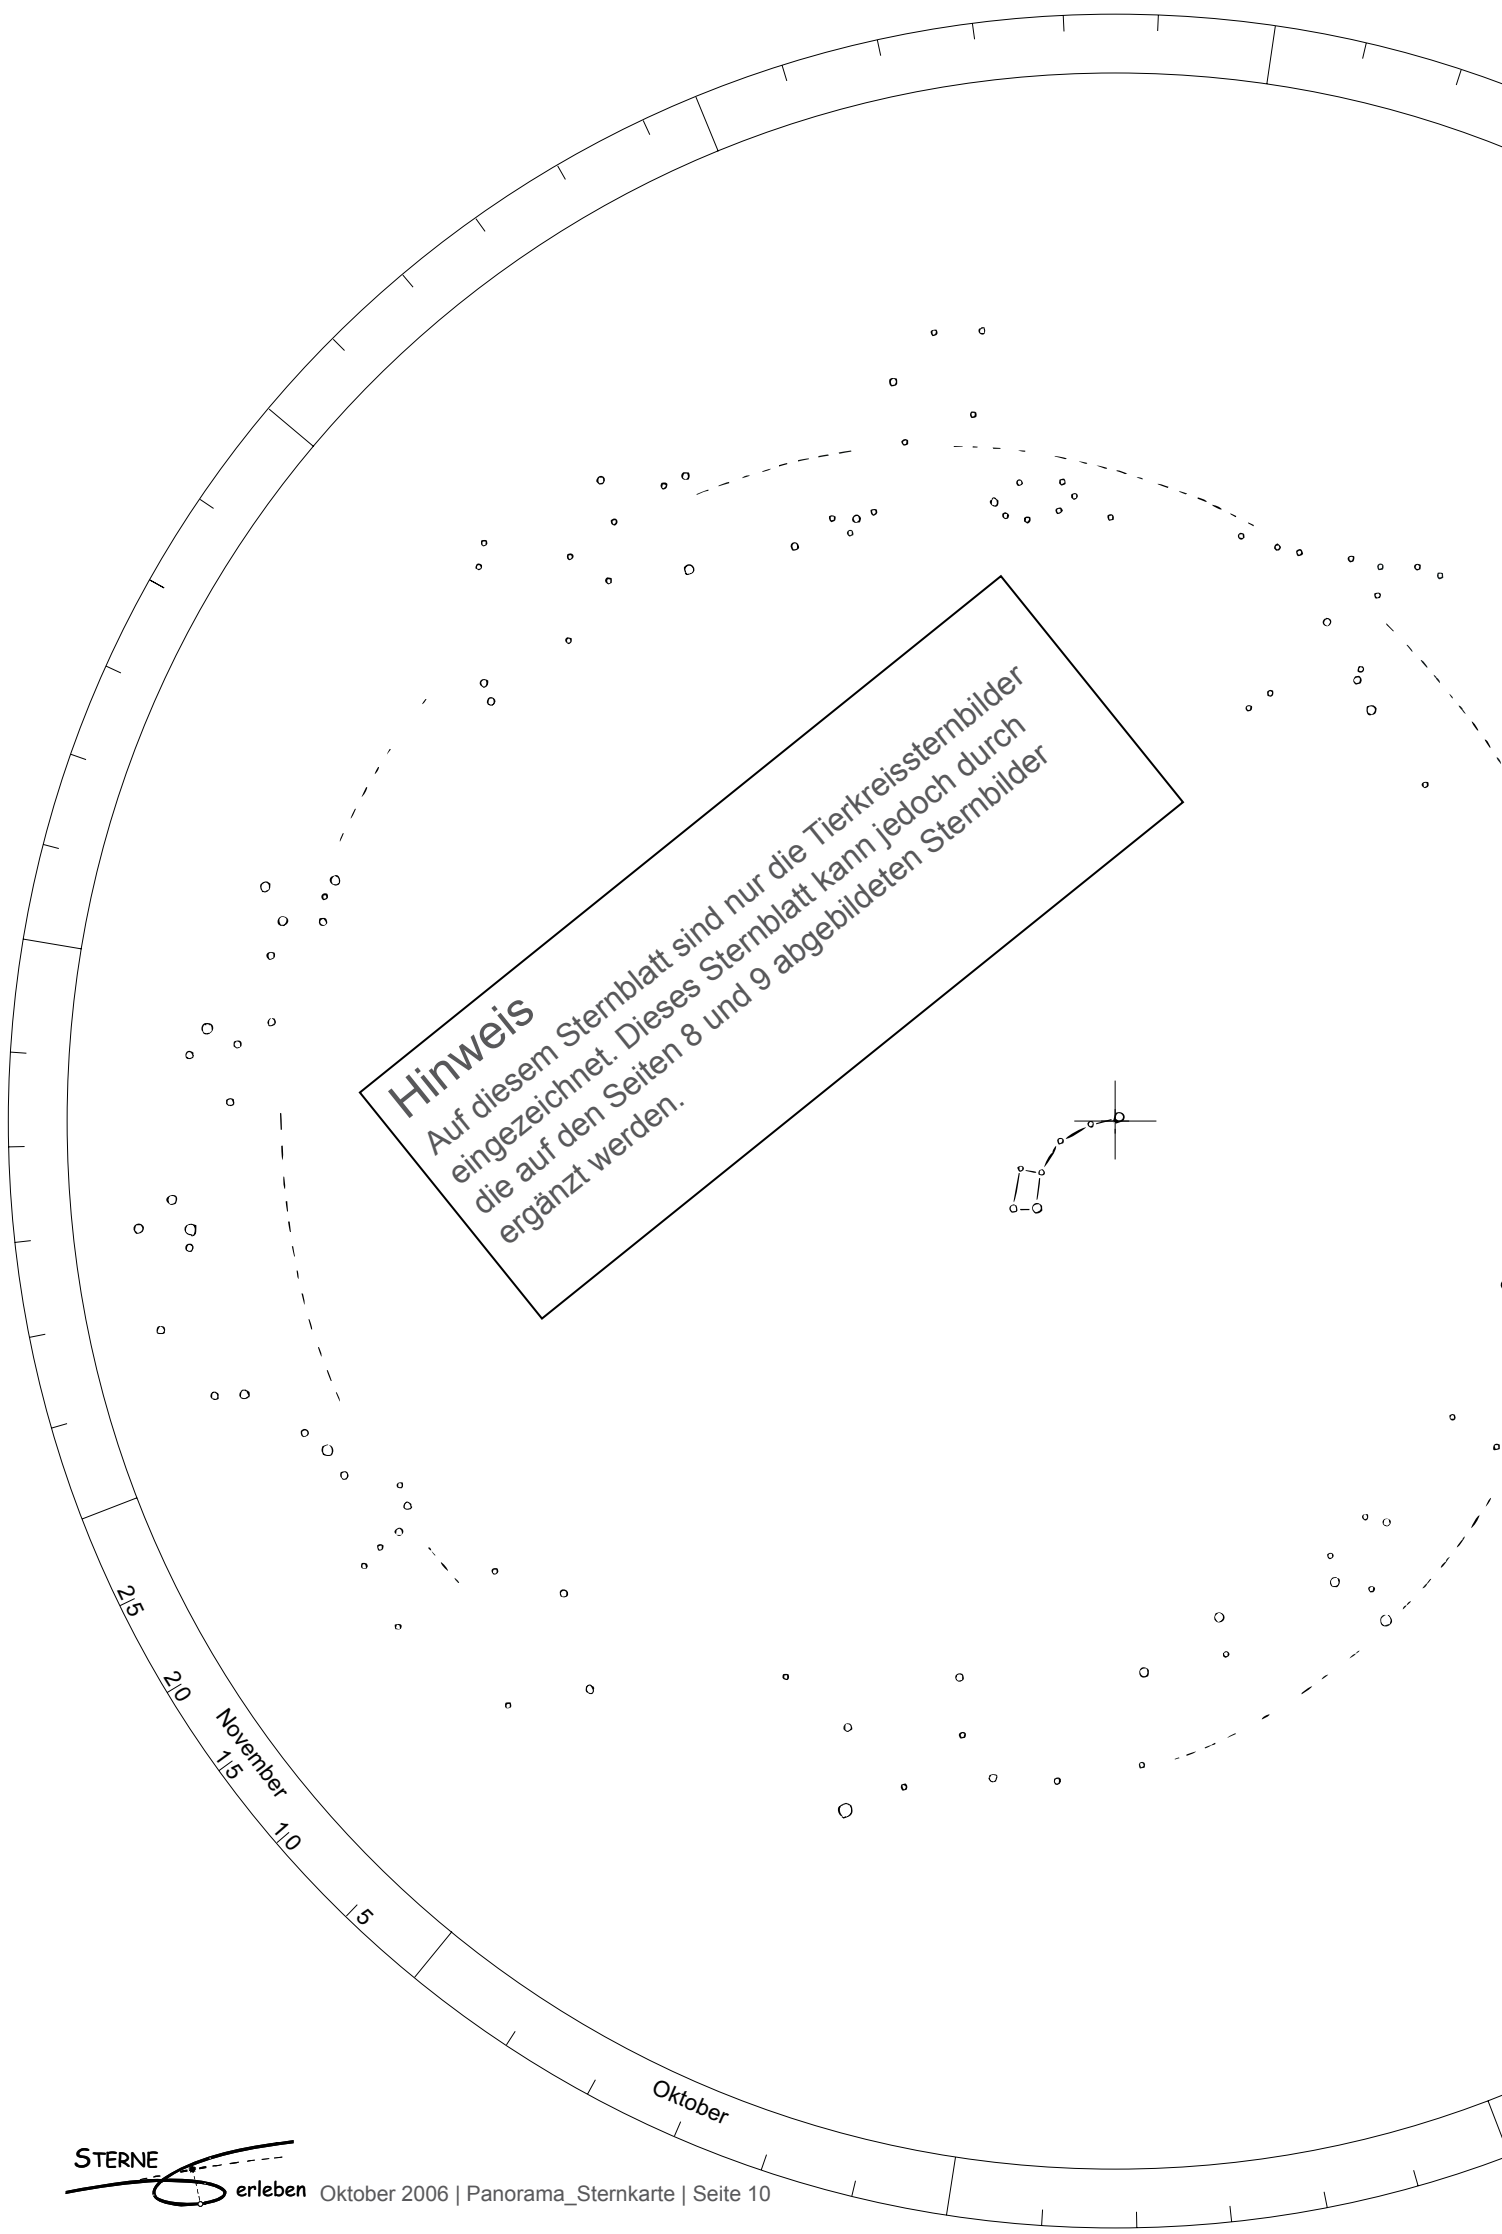 Hinweis
Auf diesem Sternblatt sind nur die Tierkreissternbilder
eingezeichnet. Dieses Sternblatt kann jedoch durch
die auf den Seiten 8 und 9 abgebildeten Sternbilder
ergänzt werden.
25
20
November
15
10
5
Oktober
STERNE
erleben
Oktober 2006 | Panorama_Sternkarte | Seite 10